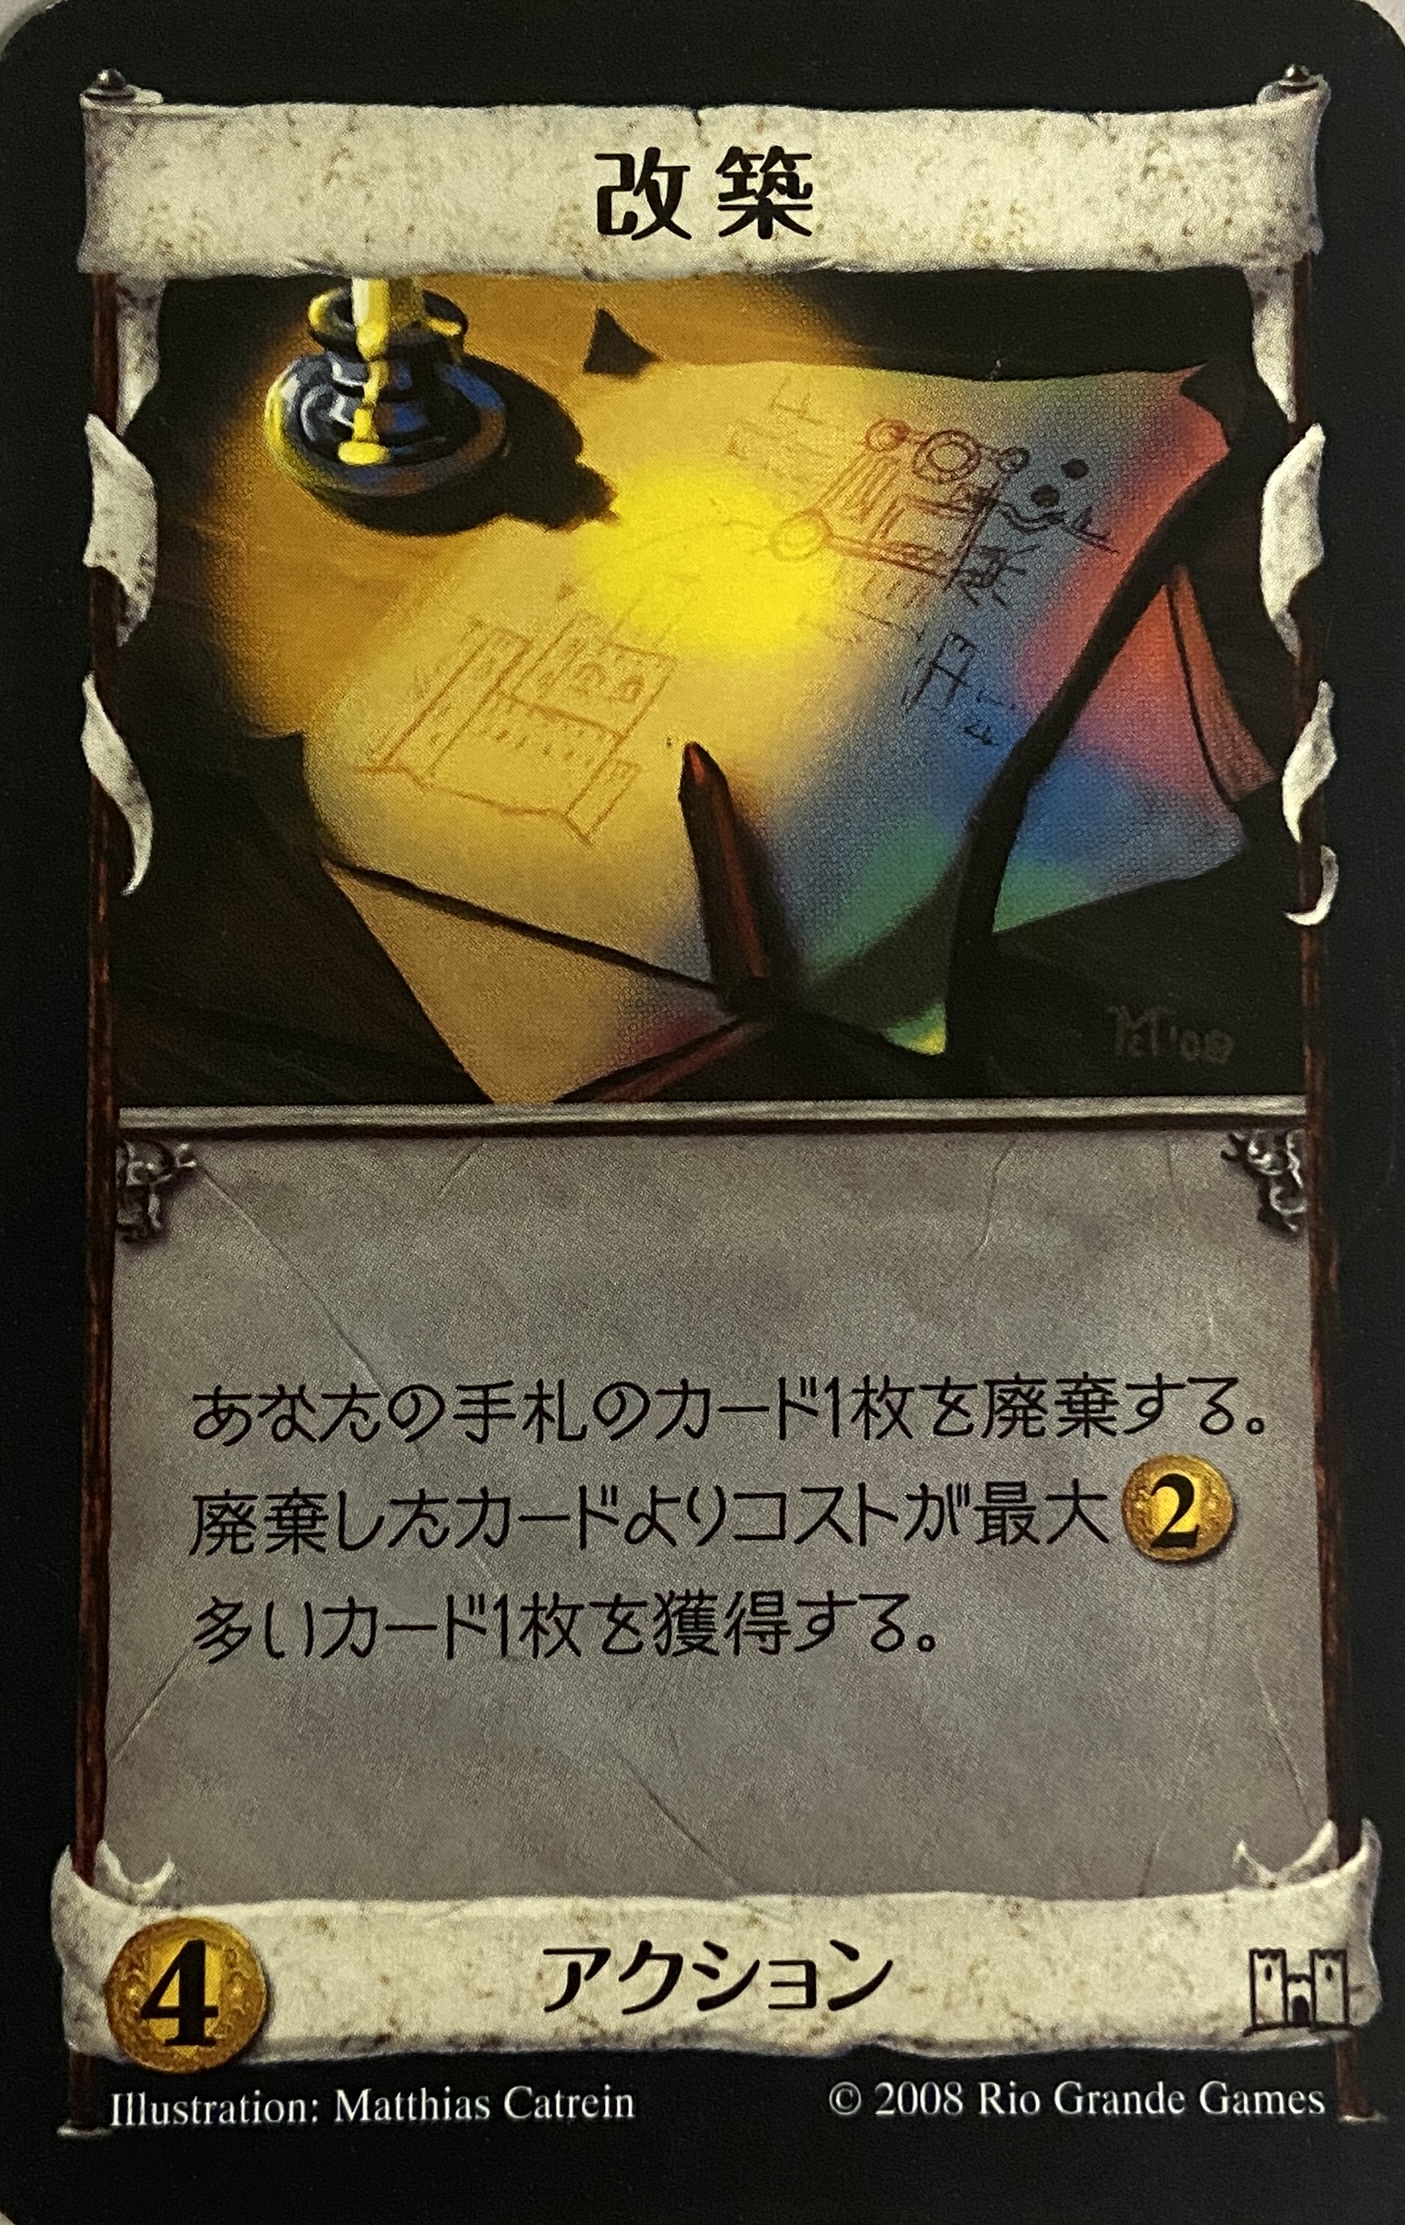 改築
あなたの手札のカード1枚を廃棄する。
廃棄したカードよりコストが最大2
多いカード1枚を獲得する。
4 アクション
Illustration: Matthias Catrein © 2008 Rio Grande Games